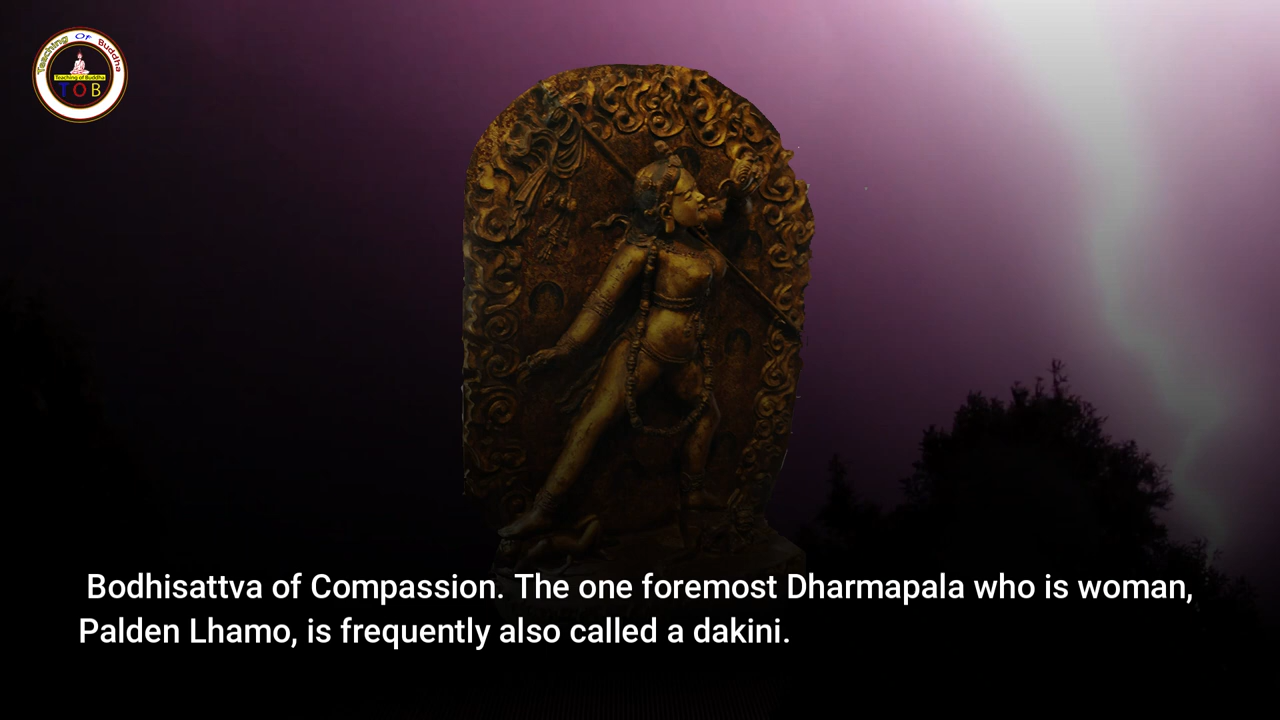 Teaching Of Buddha
Teaching of Buddha
T O B
Bodhisattva of Compassion. The one foremost Dharmapala who is woman,
Palden Lhamo, is frequently also called a dakini.